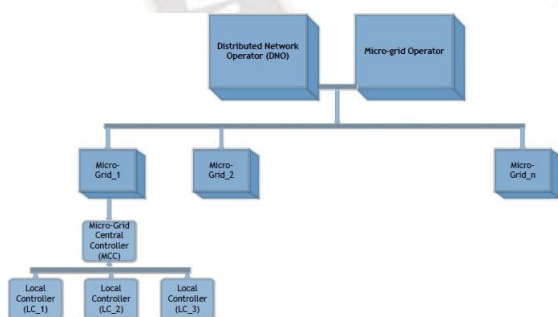 Distributed Network
Operator (DNO)
Micro-grid Operator
Micro-
Grid_1
Micro-
Grid_2
Micro-
Grid_n
Micro-Grid
Central
Controller
(MCC)
Local
Controller
(LC_1)
Local
Controller
(LC_2)
Local
Controller
(LC_3)